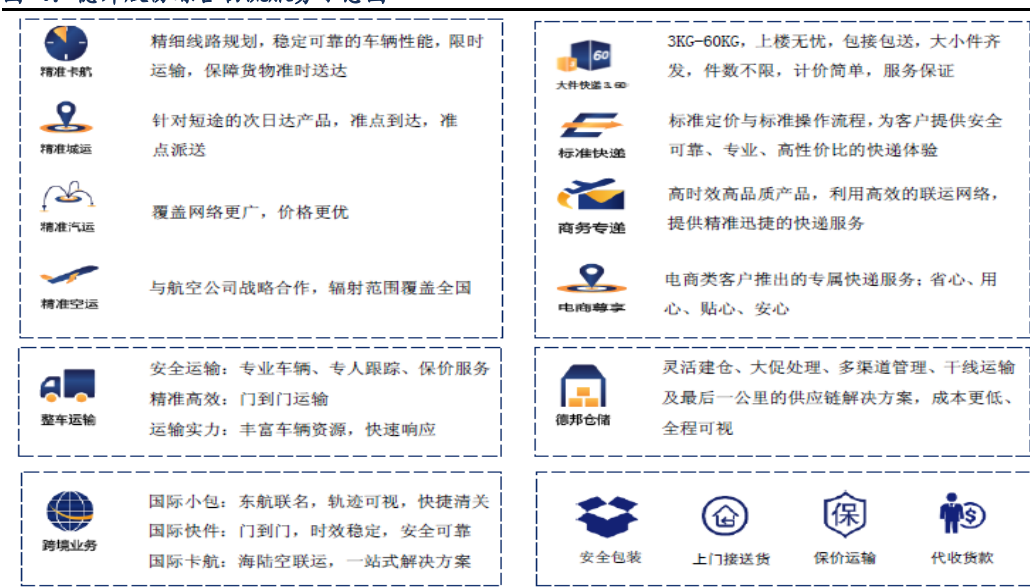 精准卡航
精细线路规划，稳定可靠的车辆性能，限时
运输，保障货物准时送达
精准城运
针对短途的次日达产品，准点到达，准
点派送
精准汽运
覆盖网络更广，价格更优
精准空运
与航空公司战略合作，辐射范围覆盖全国
60
大件快递3.60
3KG-60KG，上楼无忧，包接包送，大小件齐
发，件数不限，计价简单，服务保证
标准快递
标准定价与标准操作流程，为客户提供安全
可靠、专业、高性价比的快递体验
商务专递
高时效高品质产品，利用高效的联运网络，
提供精准迅捷的快递服务
电商尊享
电商类客户推出的专属快递服务：省心、用
心、贴心、安心
整车运输
安全运输：专业车辆、专人跟踪、保价服务
精准高效：门到门运输
运输实力：丰富车辆资源，快速响应
德邦仓储
灵活建仓、大促处理、多渠道管理、干线运输
及最后一公里的供应链解决方案，成本更低、
全程可视
跨境业务
国际小包：东航联名，轨迹可视，快捷清关
国际快件：门到门，时效稳定，安全可靠
国际卡航：海陆空联运，一站式解决方案
安全包装
上门接送货
保
保价运输
$
代收货款